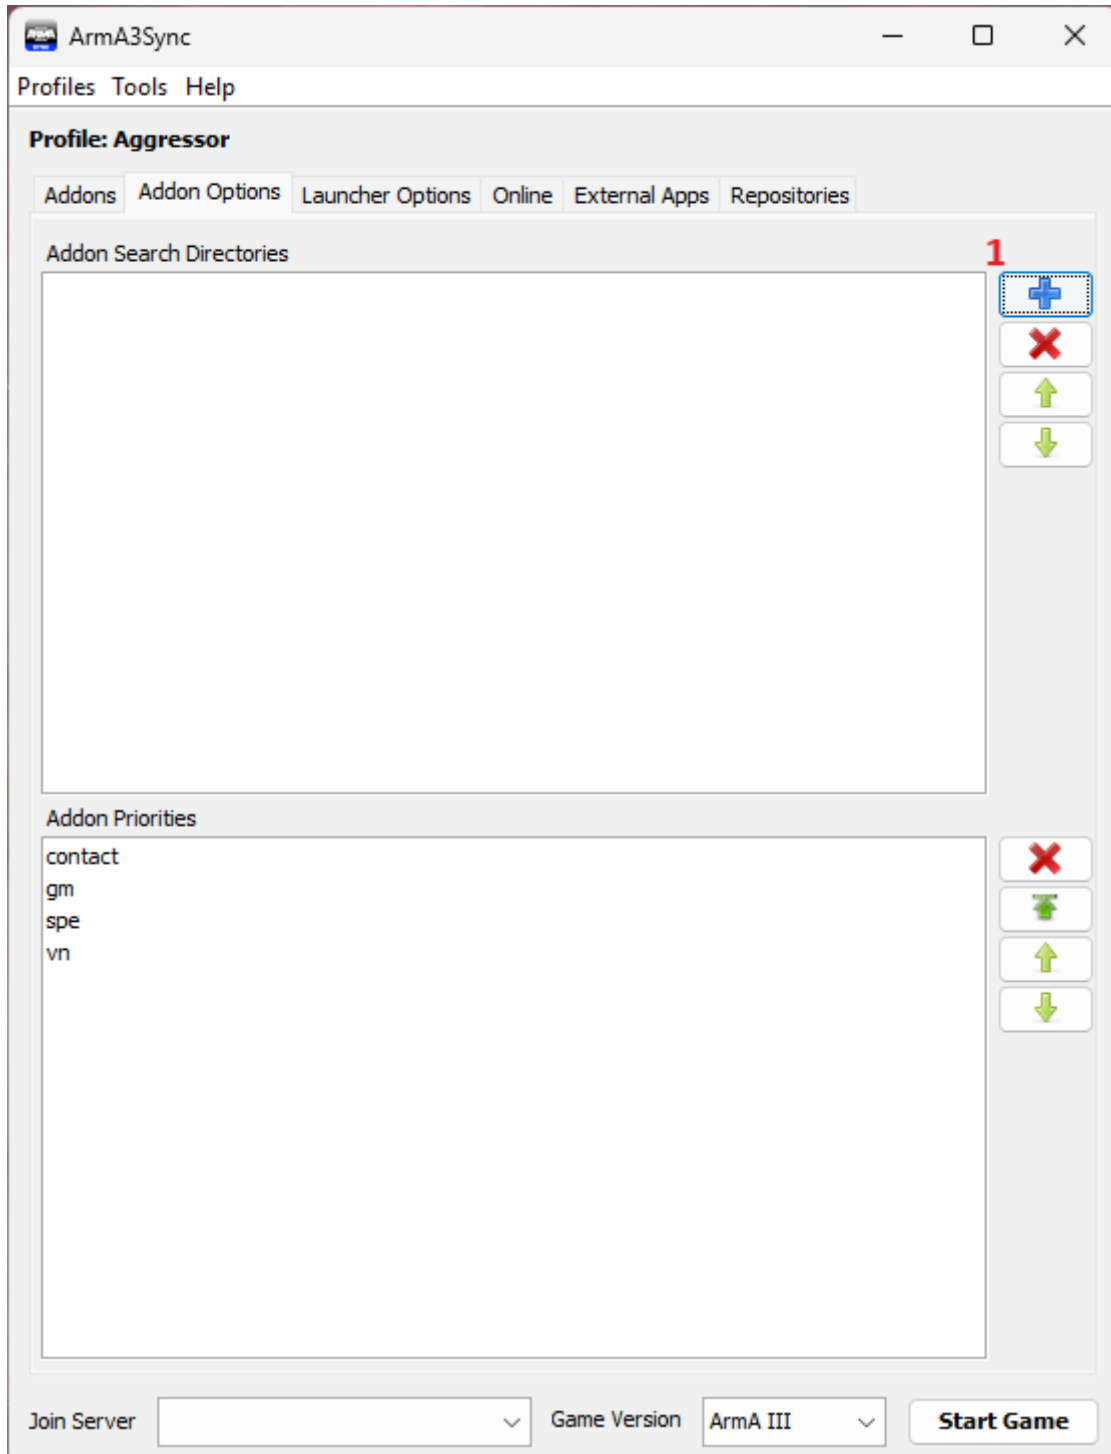 ArmA3Sync
Profiles Tools Help
Profile: Aggressor
Addons Addon Options Launcher Options Online External Apps Repositories
Addon Search Directories
1
Addon Priorities
contact
gm
spe
vn
Join Server Game Version ArmA III Start Game